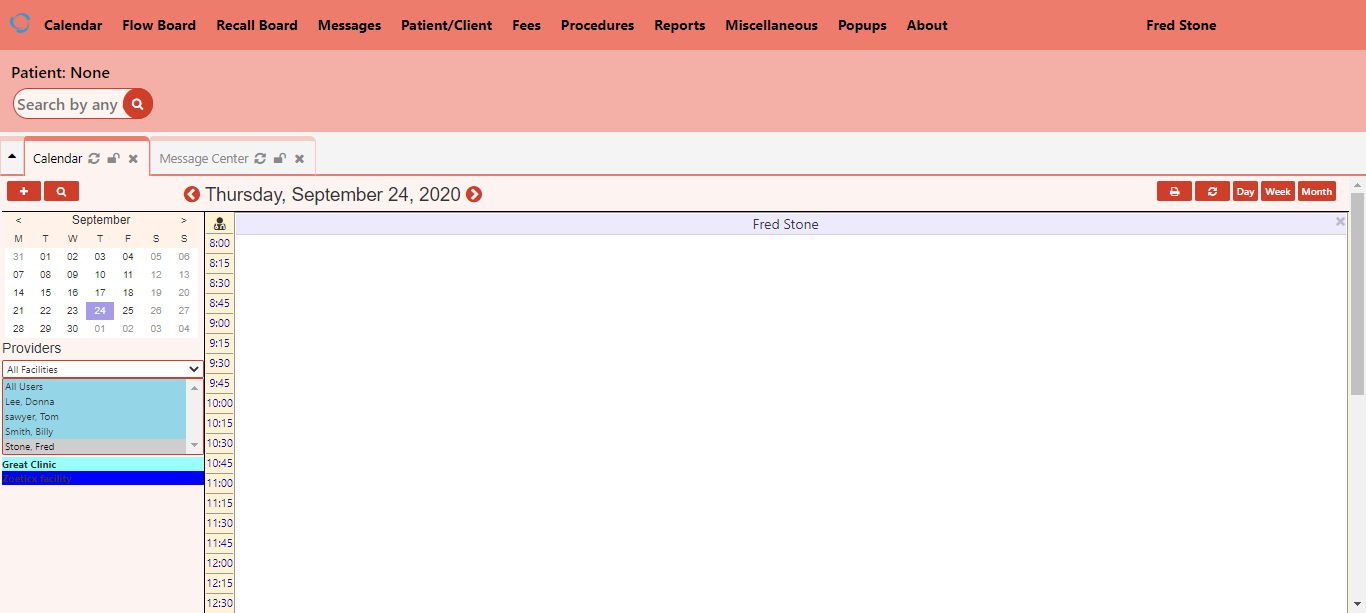 Calendar Flow Board Recall Board Messages Patient/Client Fees Procedures Reports Miscellaneous Popups About Fred Stone
Patient: None
Search by any
Calendar Message Center
Thursday, September 24, 2020 Day Week Month
< September >
M T W T F S S
31 01 02 03 04 05 06
07 08 09 10 11 12 13
14 15 16 17 18 19 20
21 22 23 24 25 26 27
28 29 30 01 02 03 04
Providers
All Facilities
All Users
Lee, Donna
sawyer, Tom
Smith, Billy
Stone, Fred
Great Clinic
Zoeticx facility
Fred Stone
8:00
8:15
8:30
8:45
9:00
9:15
9:30
9:45
10:00
10:15
10:30
10:45
11:00
11:15
11:30
11:45
12:00
12:15
12:30